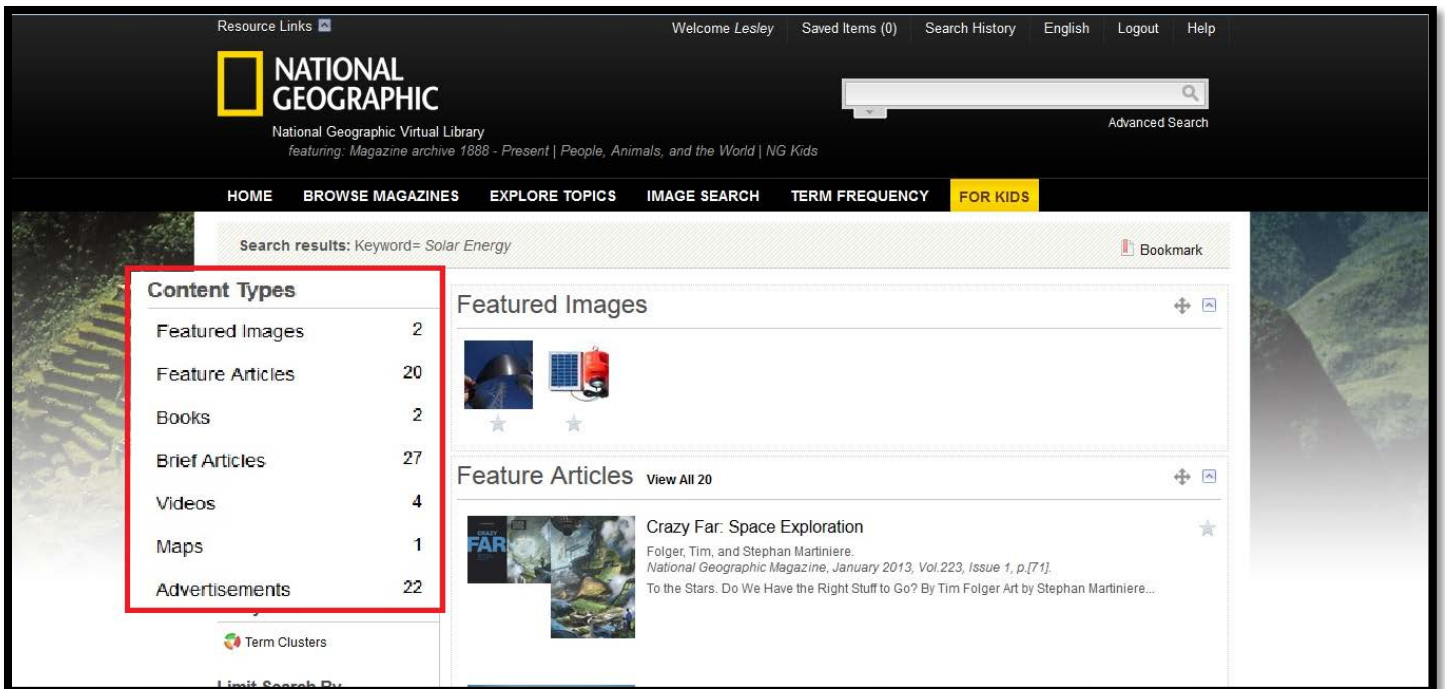 Resource Links
Welcome Lesley Saved Items (0) Search History English Logout Help
NATIONAL
GEOGRAPHIC
National Geographic Virtual Library
featuring: Magazine archive 1888 - Present | People, Animals, and the World | NG Kids
Advanced Search
HOME BROWSE MAGAZINES EXPLORE TOPICS IMAGE SEARCH TERM FREQUENCY FOR KIDS
Search results: Keyword= Solar Energy
Bookmark
Content Types
Featured Images 2
Feature Articles 20
Books 2
Brief Articles 27
Videos 4
Maps 1
Advertisements 22
Term Clusters
Limit Search By
Featured Images
Feature Articles View All 20
CRAZY
FAR
Crazy Far: Space Exploration
Folger, Tim, and Stephan Martiniere.
National Geographic Magazine, January 2013, Vol.223, Issue 1, p.[71].
To the Stars. Do We Have the Right Stuff to Go? By Tim Folger Art by Stephan Martiniere...